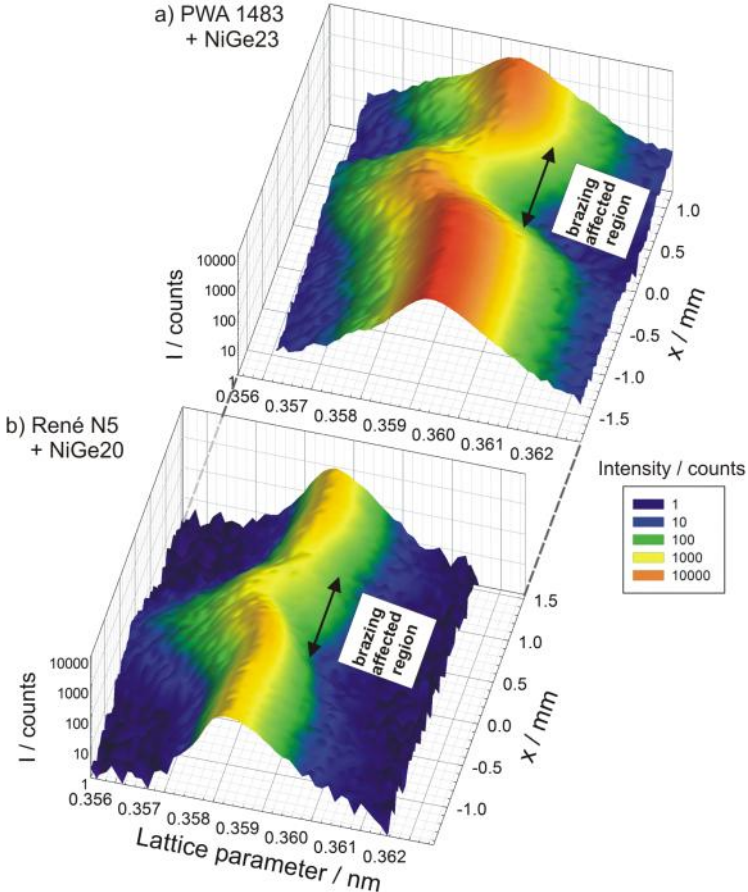 a) PWA 1483
+ NiGe23
brazing
affected
region
1.0
0.5
0.0
-0.5
-1.0
-1.5
x / mm
10000
1000
100
10
1
I / counts
0.356
0.357
0.358
0.359
0.360
0.361
0.362
b) René N5
+ NiGe20
Intensity / counts
1
10
100
1000
10000
brazing
affected
region
1.5
1.0
0.5
0.0
-0.5
-1.0
x / mm
10000
1000
100
10
1
I / counts
0.356
0.357
0.358
0.359
0.360
0.361
0.362
Lattice parameter / nm